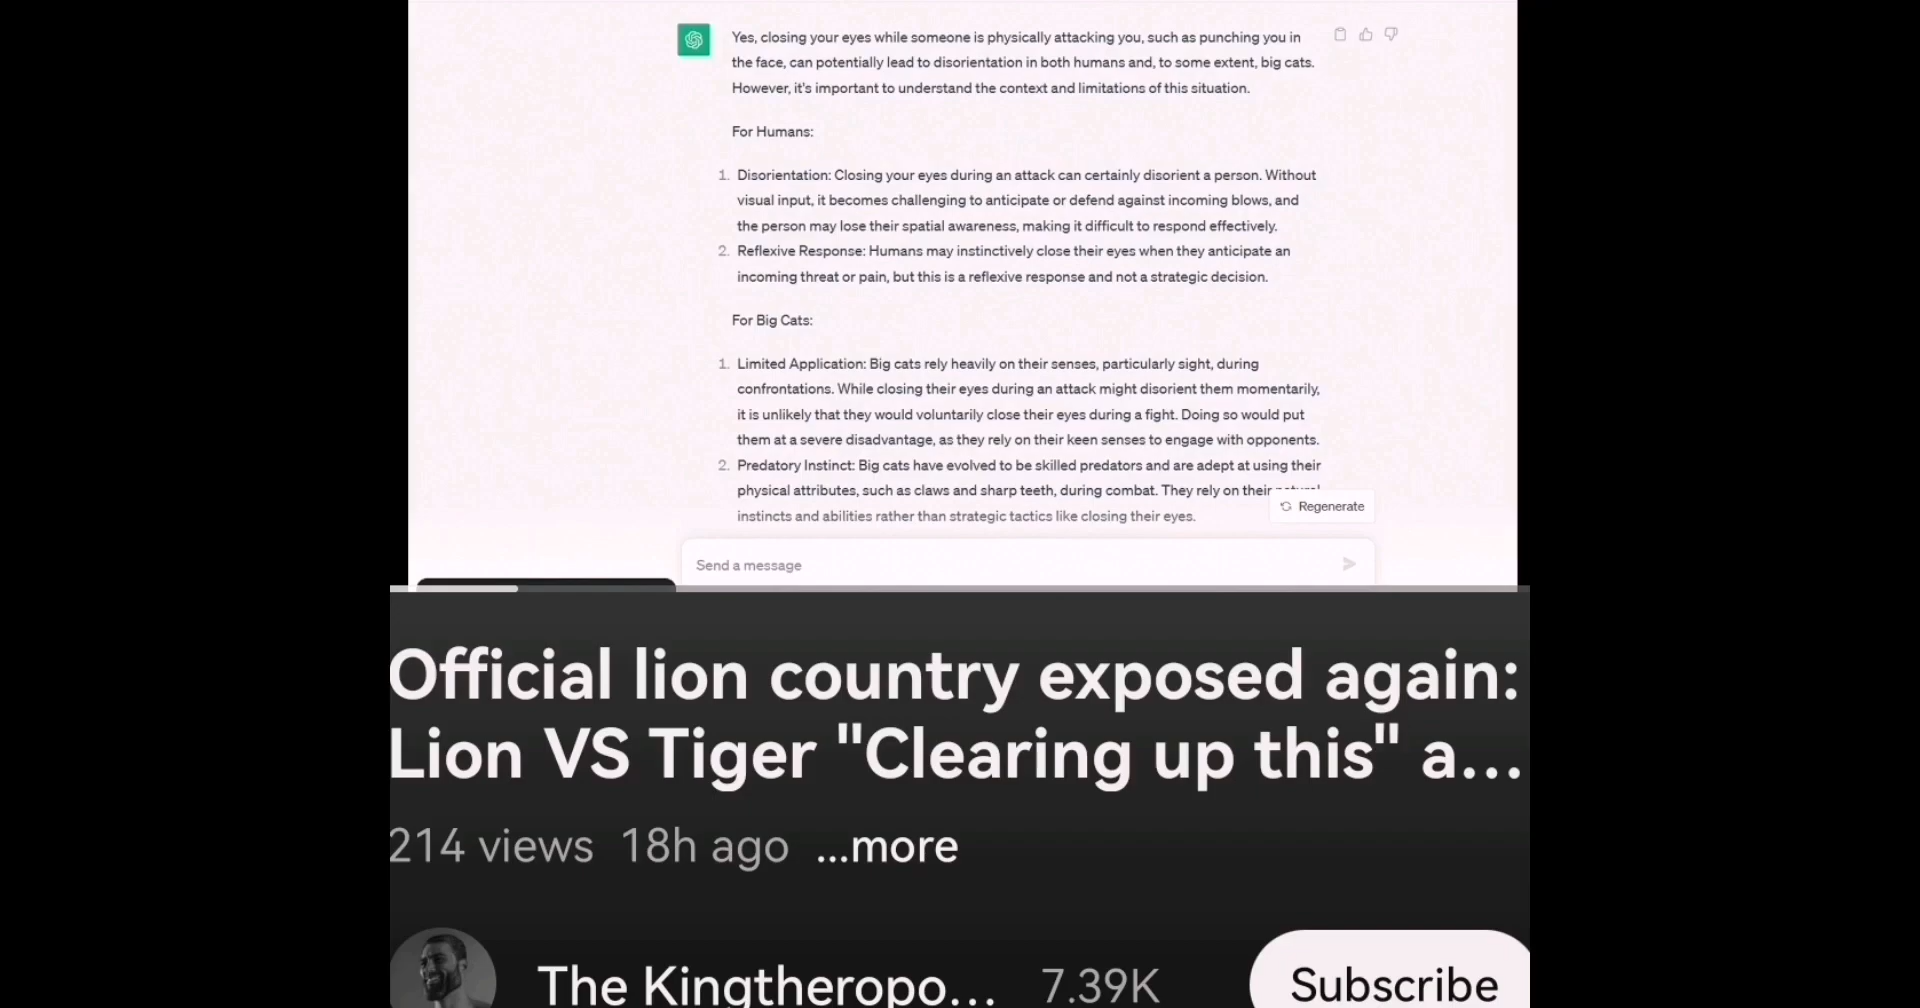 Yes, closing your eyes while someone is physically attacking you, such as punching you in
the face, can potentially lead to disorientation in both humans and, to some extent, big cats.
However, it's important to understand the context and limitations of this situation.
For Humans:
1. Disorientation: Closing your eyes during an attack can certainly disorient a person. Without
visual input, it becomes challenging to anticipate or defend against incoming blows, and
the person may lose their spatial awareness, making it difficult to respond effectively.
2. Reflexive Response: Humans may instinctively close their eyes when they anticipate an
incoming threat or pain, but this is a reflexive response and not a strategic decision.
For Big Cats:
1. Limited Application: Big cats rely heavily on their senses, particularly sight, during
confrontations. While closing their eyes during an attack might disorient them momentarily,
it is unlikely that they would voluntarily close their eyes during a fight. Doing so would put
them at a severe disadvantage, as they rely on their keen senses to engage with opponents.
2. Predatory Instinct: Big cats have evolved to be skilled predators and are adept at using their
physical attributes, such as claws and sharp teeth, during combat. They rely on their natural
instincts and abilities rather than strategic tactics like closing their eyes.
Regenerate
Send a message
Official lion country exposed again:
Lion VS Tiger "Clearing up this" a...
214 views 18h ago ...more
The Kingtheropo... 7.39K Subscribe